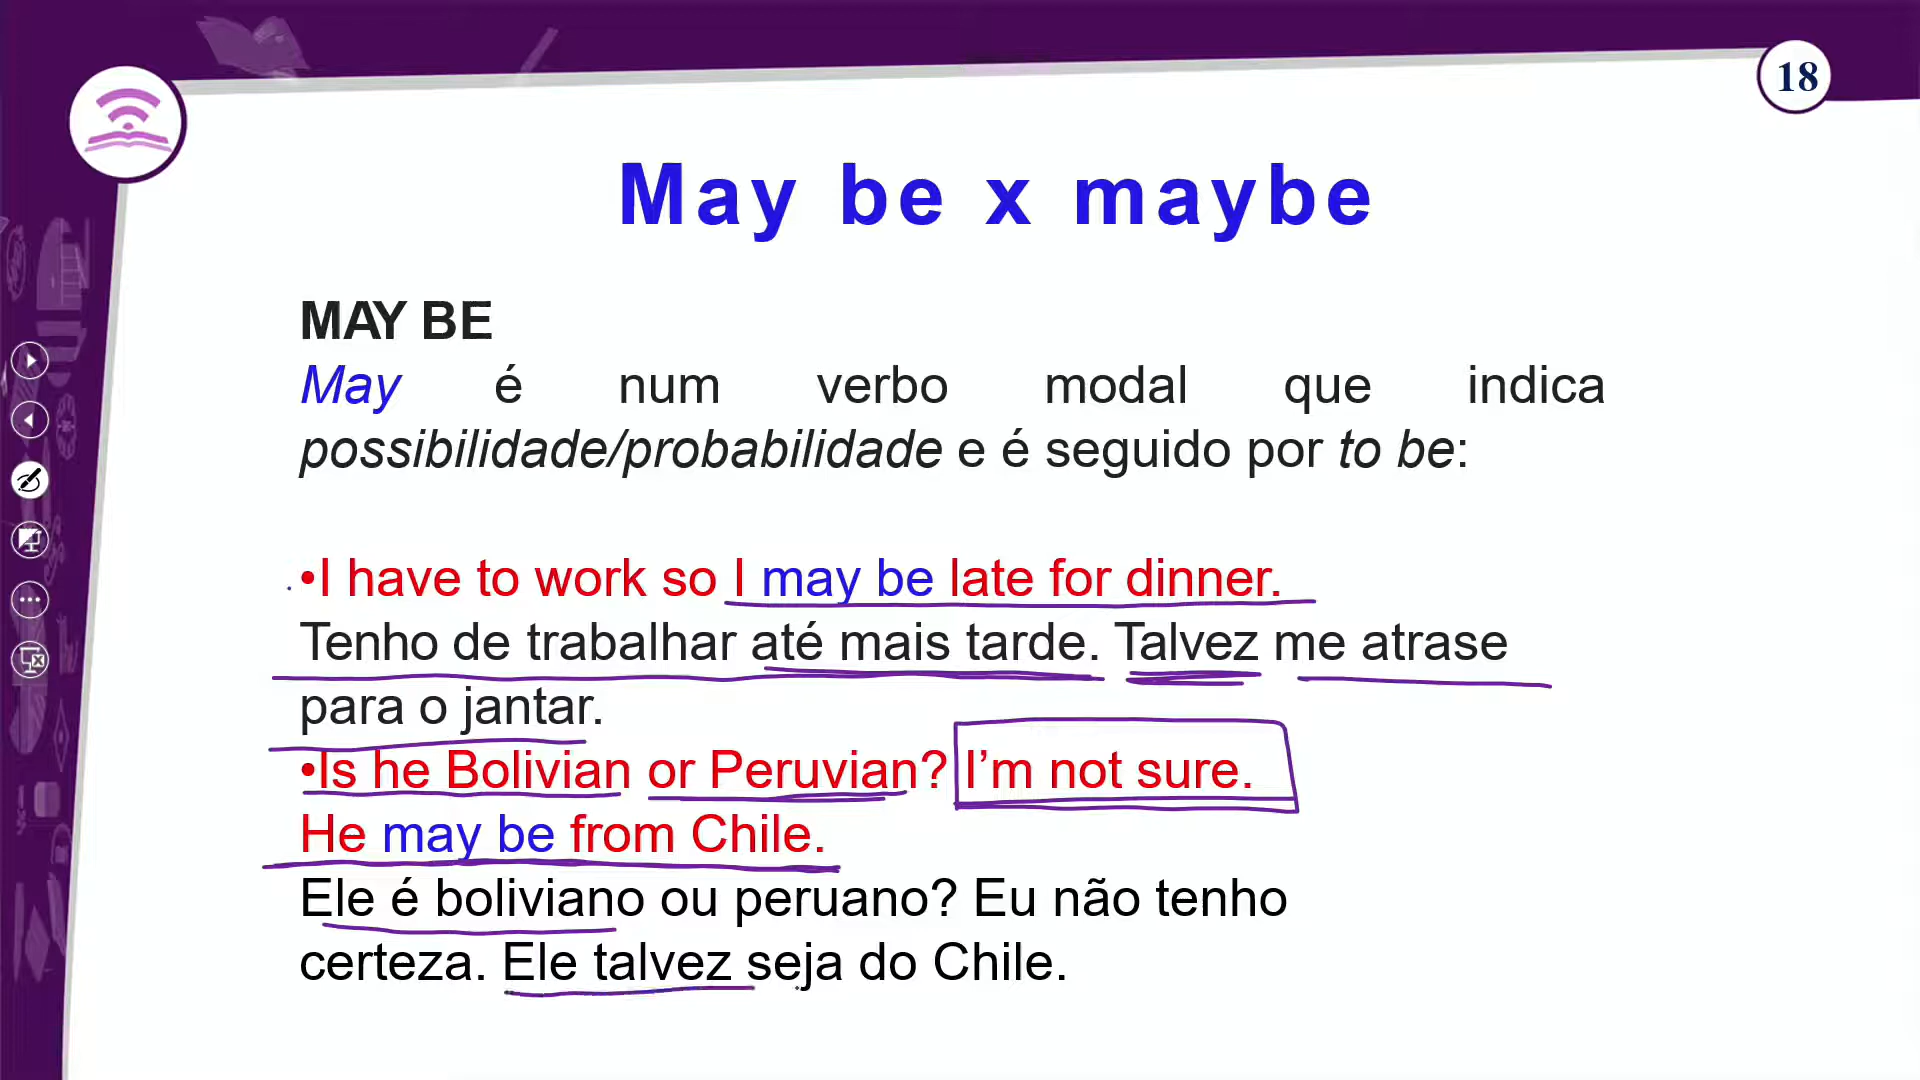 18
May be x maybe
MAY BE
May é num verbo modal que indica
possibilidade/probabilidade e é seguido por to be:
•I have to work so I may be late for dinner.
Tenho de trabalhar até mais tarde. Talvez me atrase
para o jantar.
•Is he Bolivian or Peruvian? I’m not sure.
He may be from Chile.
Ele é boliviano ou peruano? Eu não tenho
certeza. Ele talvez seja do Chile.